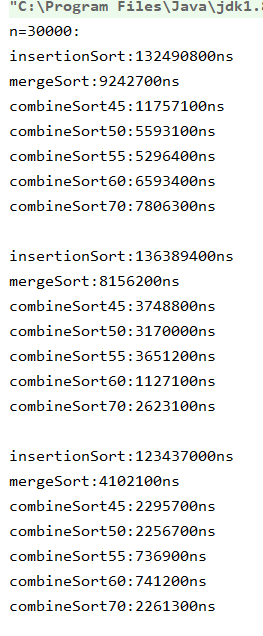 "C:\Program Files\Java\jdk1.8
n=30000:
insertionSort:132490800ns
mergeSort:9242700ns
combineSort45:11757100ns
combineSort50:5593100ns
combineSort55:5296400ns
combineSort60:6593400ns
combineSort70:7806300ns

insertionSort:136389400ns
mergeSort:8156200ns
combineSort45:3748800ns
combineSort50:3170000ns
combineSort55:3651200ns
combineSort60:1127100ns
combineSort70:2623100ns

insertionSort:123437000ns
mergeSort:4102100ns
combineSort45:2295700ns
combineSort50:2256700ns
combineSort55:736900ns
combineSort60:741200ns
combineSort70:2261300ns